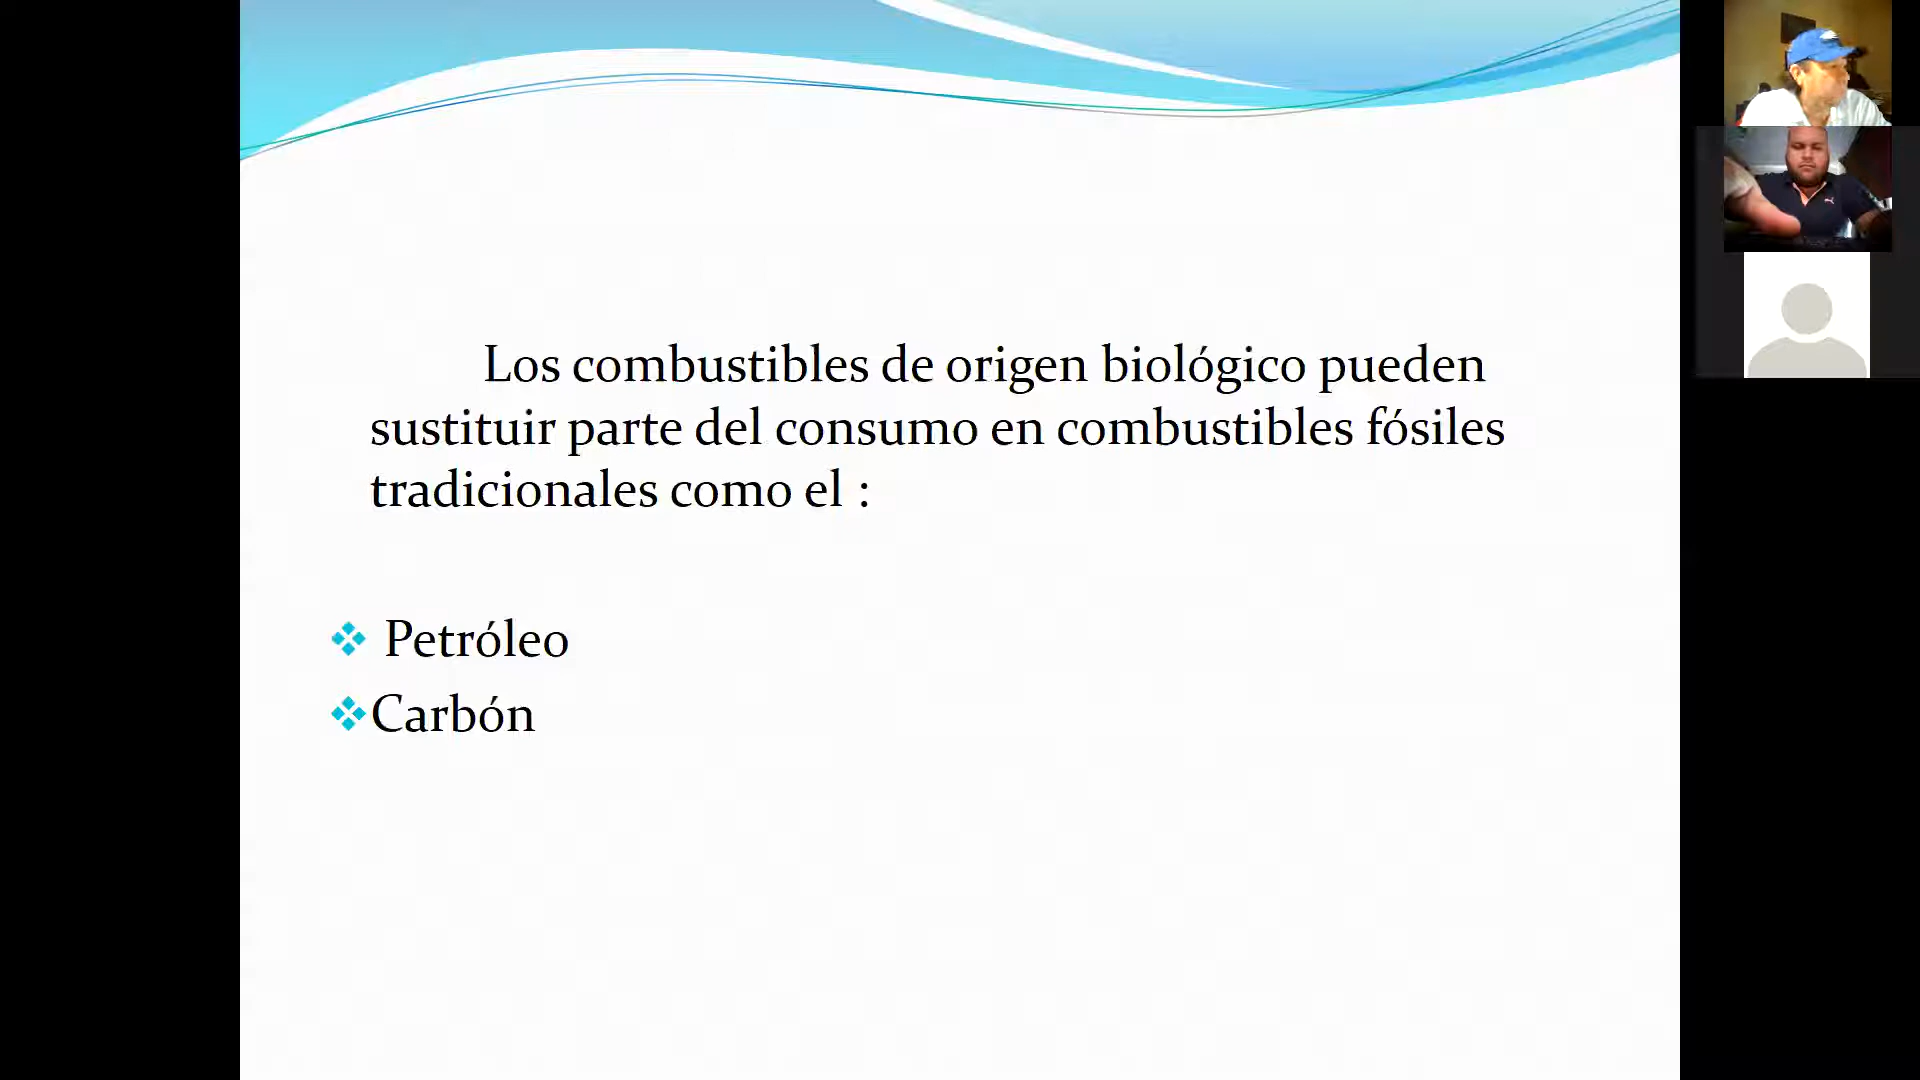 Los combustibles de origen biológico pueden
sustituir parte del consumo en combustibles fósiles
tradicionales como el :
Petróleo
Carbón